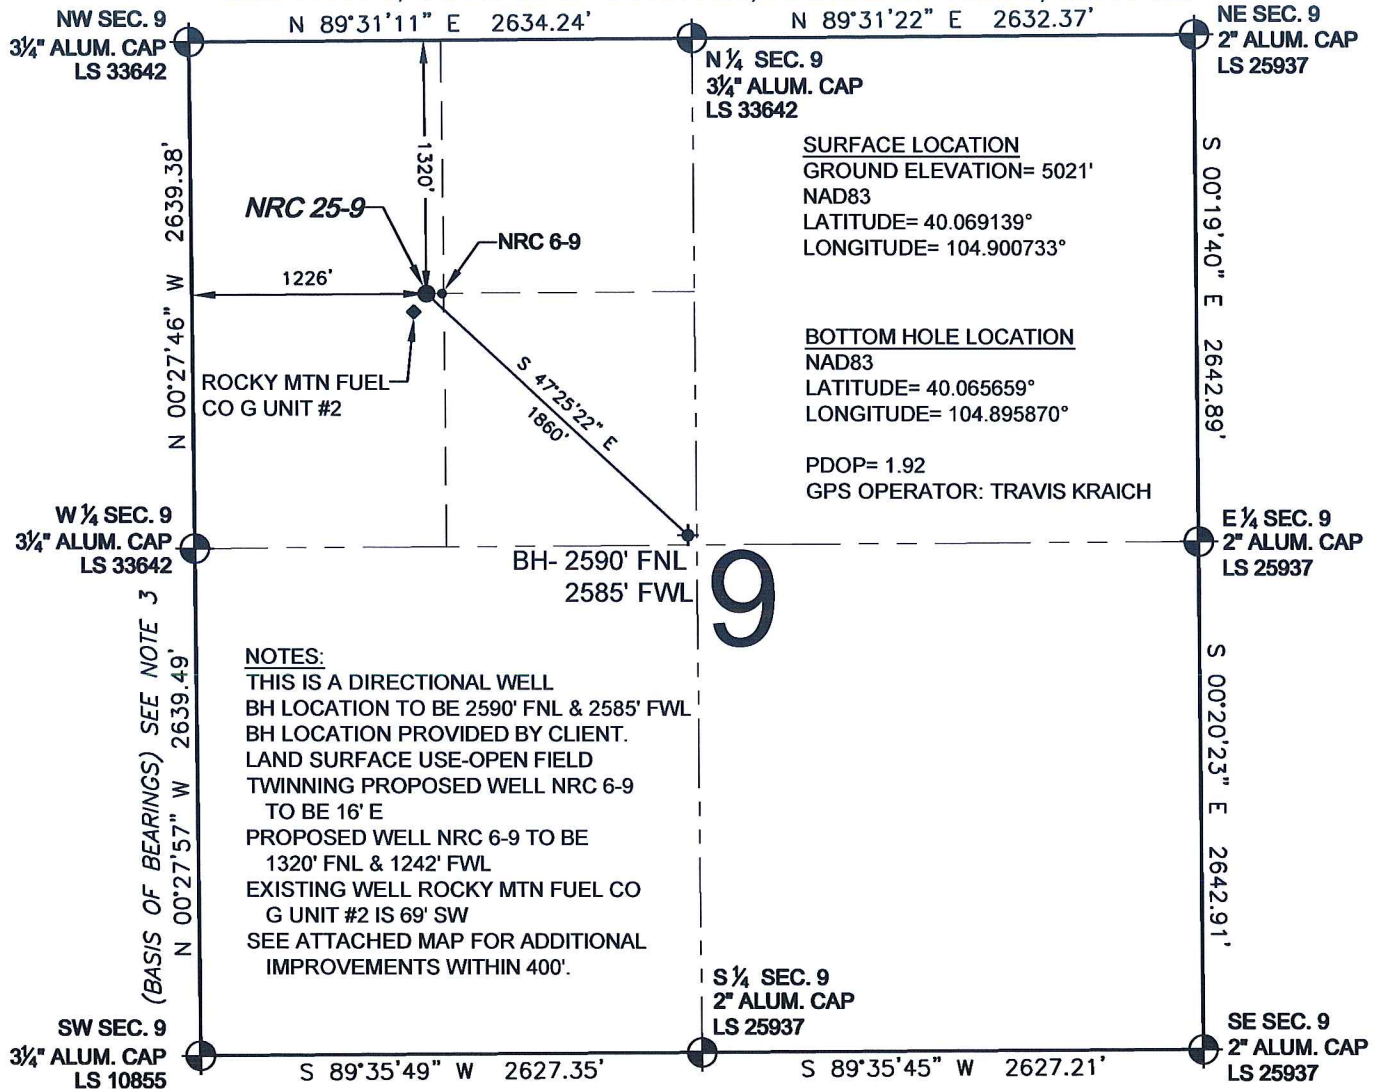 NW SEC. 9
3¼" ALUM. CAP
LS 33642
N 89°31'11" E 2634.24'
N 89°31'22" E 2632.37'
NE SEC. 9
2" ALUM. CAP
LS 25937
N ¼ SEC. 9
3¼" ALUM. CAP
LS 33642
1320'
N 00°27'46" W 2639.38'
NRC 25-9
NRC 6-9
1226'
ROCKY MTN FUEL
CO G UNIT #2
S 47°25'22" E
1860'
SURFACE LOCATION
GROUND ELEVATION= 5021'
NAD83
LATITUDE= 40.069139°
LONGITUDE= 104.900733°
BOTTOM HOLE LOCATION
NAD83
LATITUDE= 40.065659°
LONGITUDE= 104.895870°
PDOP= 1.92
GPS OPERATOR: TRAVIS KRAICH
S 00°19'40" E 2642.89'
W ¼ SEC. 9
3¼" ALUM. CAP
LS 33642
BH- 2590' FNL
2585' FWL
9
E ¼ SEC. 9
2" ALUM. CAP
LS 25937
(BASIS OF BEARINGS) SEE NOTE 3
N 00°27'57" W 2639.49'
NOTES:
THIS IS A DIRECTIONAL WELL
BH LOCATION TO BE 2590' FNL & 2585' FWL
BH LOCATION PROVIDED BY CLIENT.
LAND SURFACE USE-OPEN FIELD
TWINNING PROPOSED WELL NRC 6-9
TO BE 16' E
PROPOSED WELL NRC 6-9 TO BE
1320' FNL & 1242' FWL
EXISTING WELL ROCKY MTN FUEL CO
G UNIT #2 IS 69' SW
SEE ATTACHED MAP FOR ADDITIONAL
IMPROVEMENTS WITHIN 400'.
S 00°20'23" E 2642.91'
SW SEC. 9
3¼" ALUM. CAP
LS 10855
S 89°35'49" W 2627.35'
S ¼ SEC. 9
2" ALUM. CAP
LS 25937
S 89°35'45" W 2627.21'
SE SEC. 9
2" ALUM. CAP
LS 25937